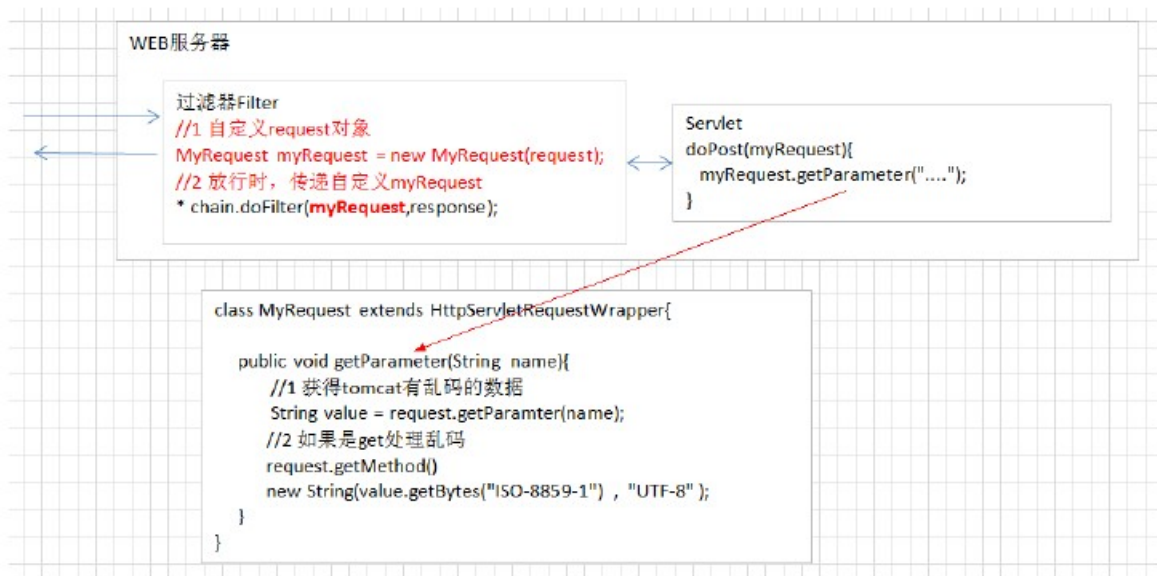 WEB服务器
过滤器Filter
//1 自定义request对象
MyRequest myRequest = new MyRequest(request);
//2 放行时，传递自定义myRequest
* chain.doFilter(myRequest,response);
Servlet
doPost(myRequest){
myRequest.getParameter("....");
}
class MyRequest extends HttpServletRequestWrapper{
public void getParameter(String name){
//1 获得tomcat有乱码的数据
String value = request.getParamter(name);
//2 如果是get处理乱码
request.getMethod()
new String(value.getBytes("ISO-8859-1") , "UTF-8" );
}
}